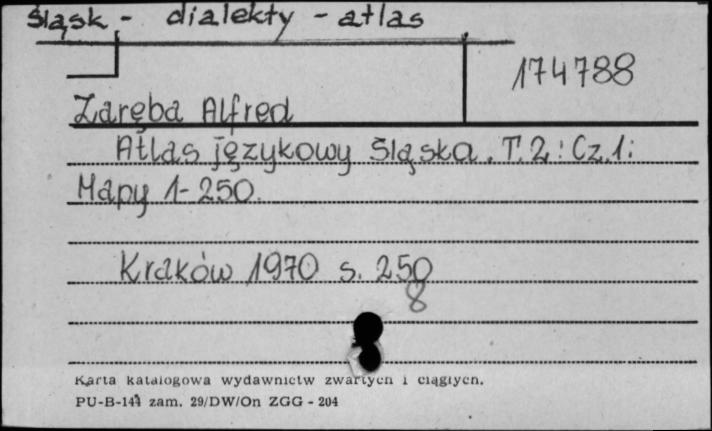 Śląsk - dialekty - atlas
174788
Zaręba Alfred
Atlas językowy Śląska. T. 2: Cz. 1:
Mapy 1-250.
Kraków 1970 s. 250
8
Karta katalogowa wydawnictw zwartych i ciągłych.
PU-B-144 zam. 29/DW/On ZGG - 204